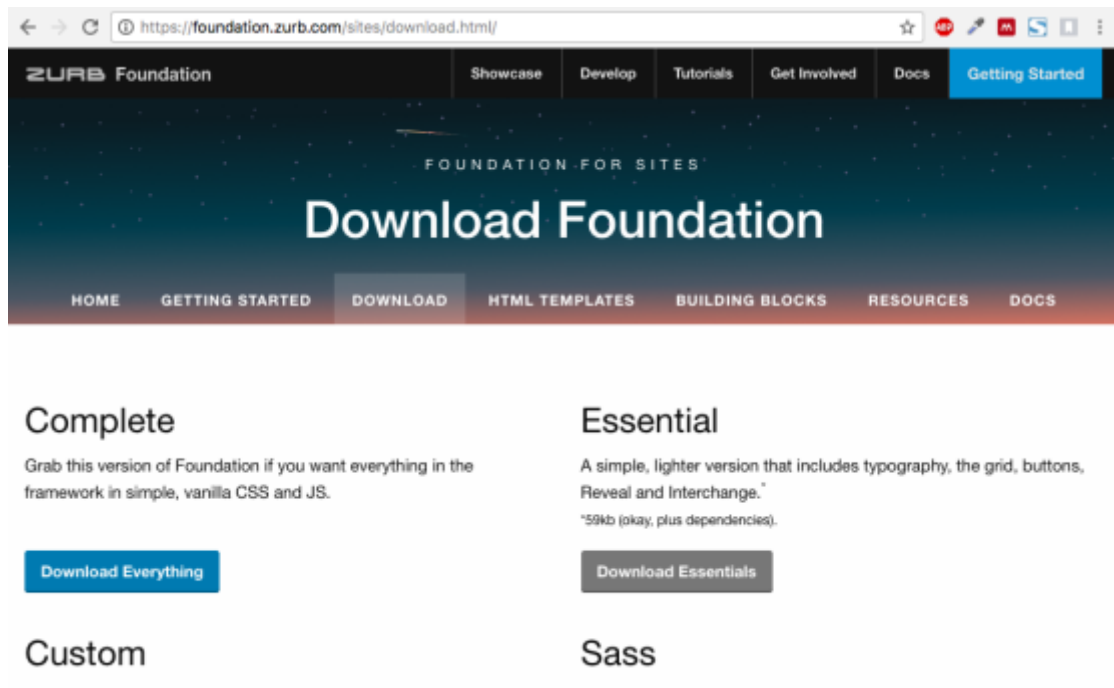 https://foundation.zurb.com/sites/download.html/
ZURB Foundation
Showcase
Develop
Tutorials
Get Involved
Docs
Getting Started
FOUNDATION FOR SITES
Download Foundation
HOME
GETTING STARTED
DOWNLOAD
HTML TEMPLATES
BUILDING BLOCKS
RESOURCES
DOCS
Complete
Grab this version of Foundation if you want everything in the
framework in simple, vanilla CSS and JS.
Download Everything
Essential
A simple, lighter version that includes typography, the grid, buttons,
Reveal and Interchange.*
*59kb (okay, plus dependencies).
Download Essentials
Custom
Sass